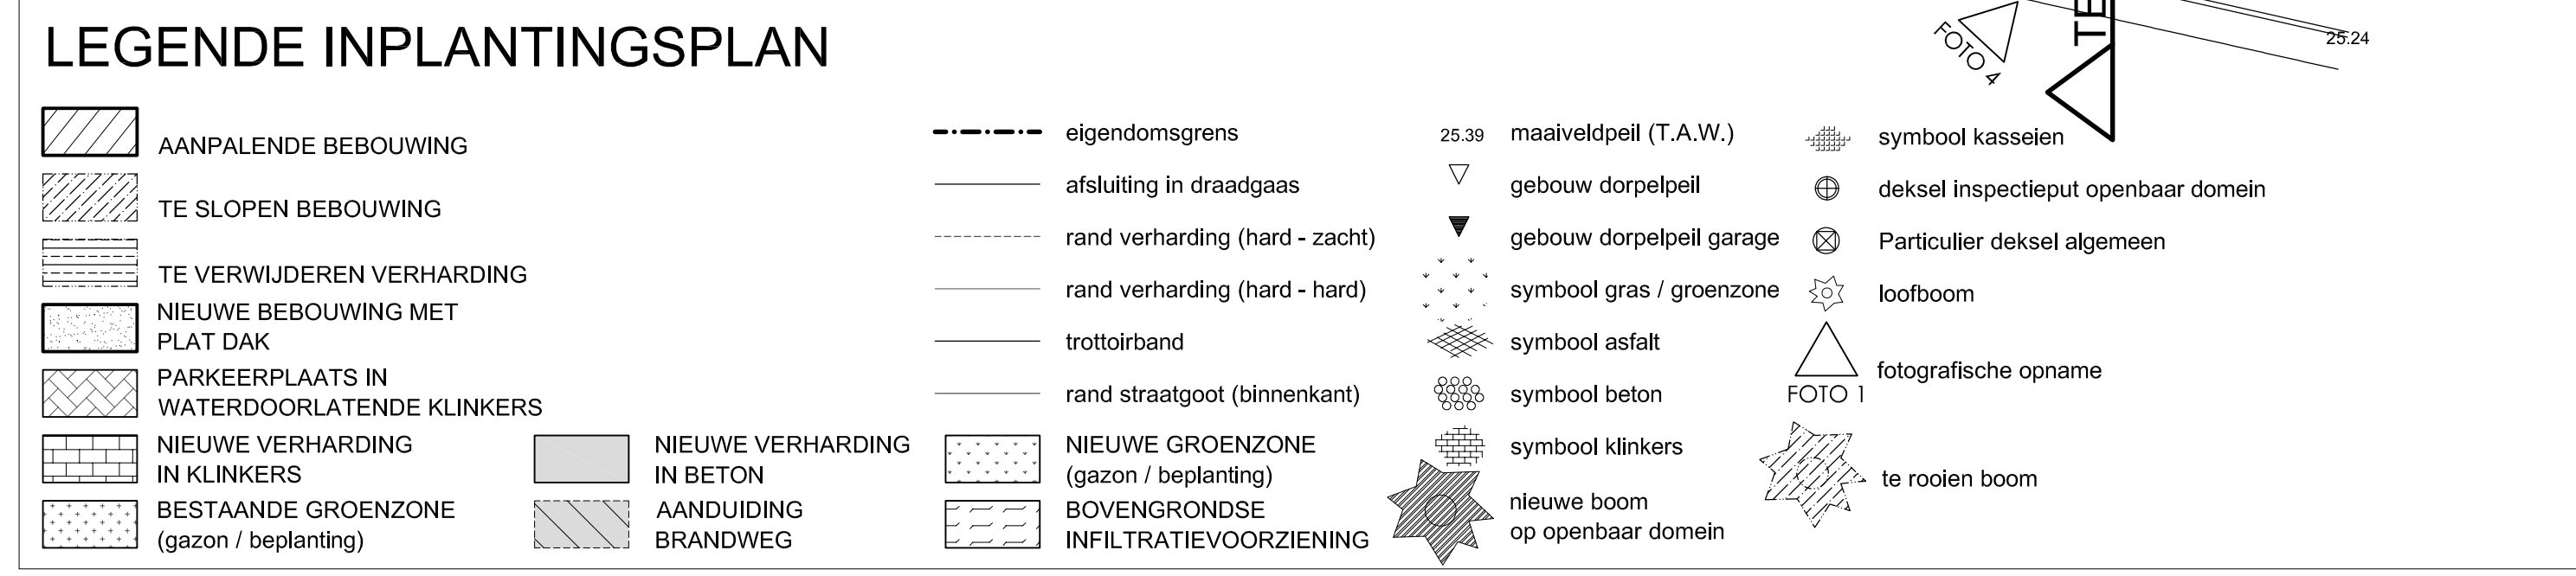 LEGENDE INPLANTINGSPLAN
FOTO 4
TE
25.24
AANPALENDE BEBOUWING
TE SLOPEN BEBOUWING
TE VERWIJDEREN VERHARDING
NIEUWE BEBOUWING MET
PLAT DAK
PARKEERPLAATS IN
WATERDOORLATENDE KLINKERS
NIEUWE VERHARDING
IN KLINKERS
BESTAANDE GROENZONE
(gazon / beplanting)
NIEUWE VERHARDING
IN BETON
AANDUIDING
BRANDWEG
eigendomsgrens
afsluiting in draadgaas
rand verharding (hard - zacht)
rand verharding (hard - hard)
trottoirband
rand straatgoot (binnenkant)
NIEUWE GROENZONE
(gazon / beplanting)
BOVENGRONDSE
INFILTRATIEVOORZIENING
25.39 maaiveldpeil (T.A.W.)
gebouw dorpelpeil
gebouw dorpelpeil garage
symbool gras / groenzone
symbool asfalt
symbool beton
symbool klinkers
nieuwe boom
op openbaar domein
symbool kasseien
deksel inspectieput openbaar domein
Particulier deksel algemeen
loofboom
fotografische opname
FOTO 1
te rooien boom